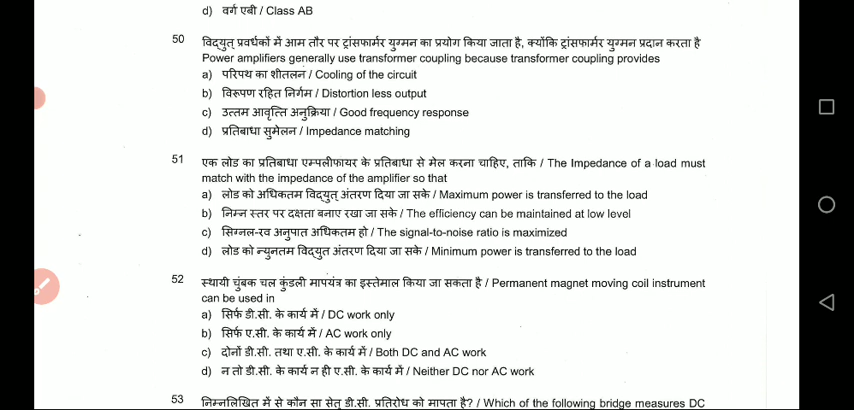 d) वर्ग एबी / Class AB
50 विद्युत् प्रवर्धकों में आम तौर पर ट्रांसफार्मर युग्मन का प्रयोग किया जाता है, क्योंकि ट्रांसफार्मर युग्मन प्रदान करता है
Power amplifiers generally use transformer coupling because transformer coupling provides
a) परिपथ का शीतलन / Cooling of the circuit
b) विरूपण रहित निर्गम / Distortion less output
c) उत्तम आवृत्ति अनुक्रिया / Good frequency response
d) प्रतिबाधा सुमेलन / Impedance matching
51 एक लोड का प्रतिबाधा एम्पलीफायर के प्रतिबाधा से मेल करना चाहिए, ताकि / The Impedance of a load must
match with the impedance of the amplifier so that
a) लोड को अधिकतम विद्युत् अंतरण दिया जा सके / Maximum power is transferred to the load
b) निम्न स्तर पर दक्षता बनाए रखा जा सके / The efficiency can be maintained at low level
c) सिग्नल-रव अनुपात अधिकतम हो / The signal-to-noise ratio is maximized
d) लोड को न्यूनतम विद्युत अंतरण दिया जा सके / Minimum power is transferred to the load
52 स्थायी चुंबक चल कुंडली मापयंत्र का इस्तेमाल किया जा सकता है / Permanent magnet moving coil instrument
can be used in
a) सिर्फ डी.सी. के कार्य में / DC work only
b) सिर्फ ए.सी. के कार्य में / AC work only
c) दोनों डी.सी. तथा ए.सी. के कार्य में / Both DC and AC work
d) न तो डी.सी. के कार्य न ही ए.सी. के कार्य में / Neither DC nor AC work
53 निम्नलिखित में से कौन सा सेतु डी.सी. प्रतिरोध को मापता है? / Which of the following bridge measures DC